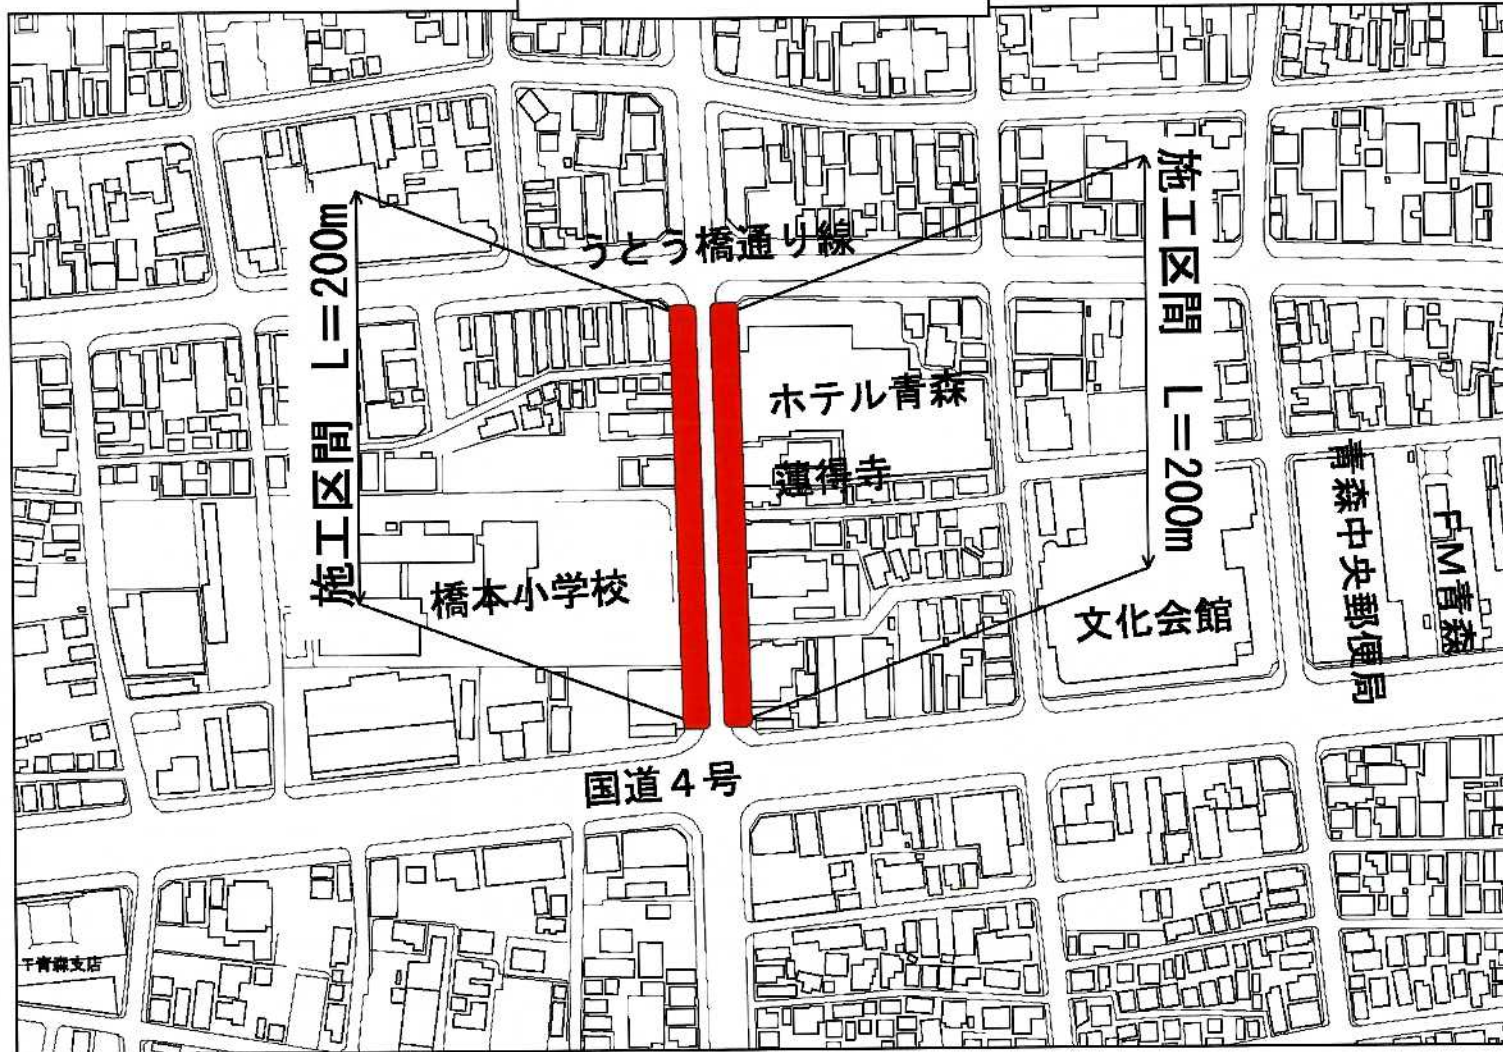 うとう橋通り線
施工区間 L=200m
施工区間 L=200m
ホテル青森
蓮得寺
橋本小学校
文化会館
青森中央郵便局
FM青森
国道4号
青森支店